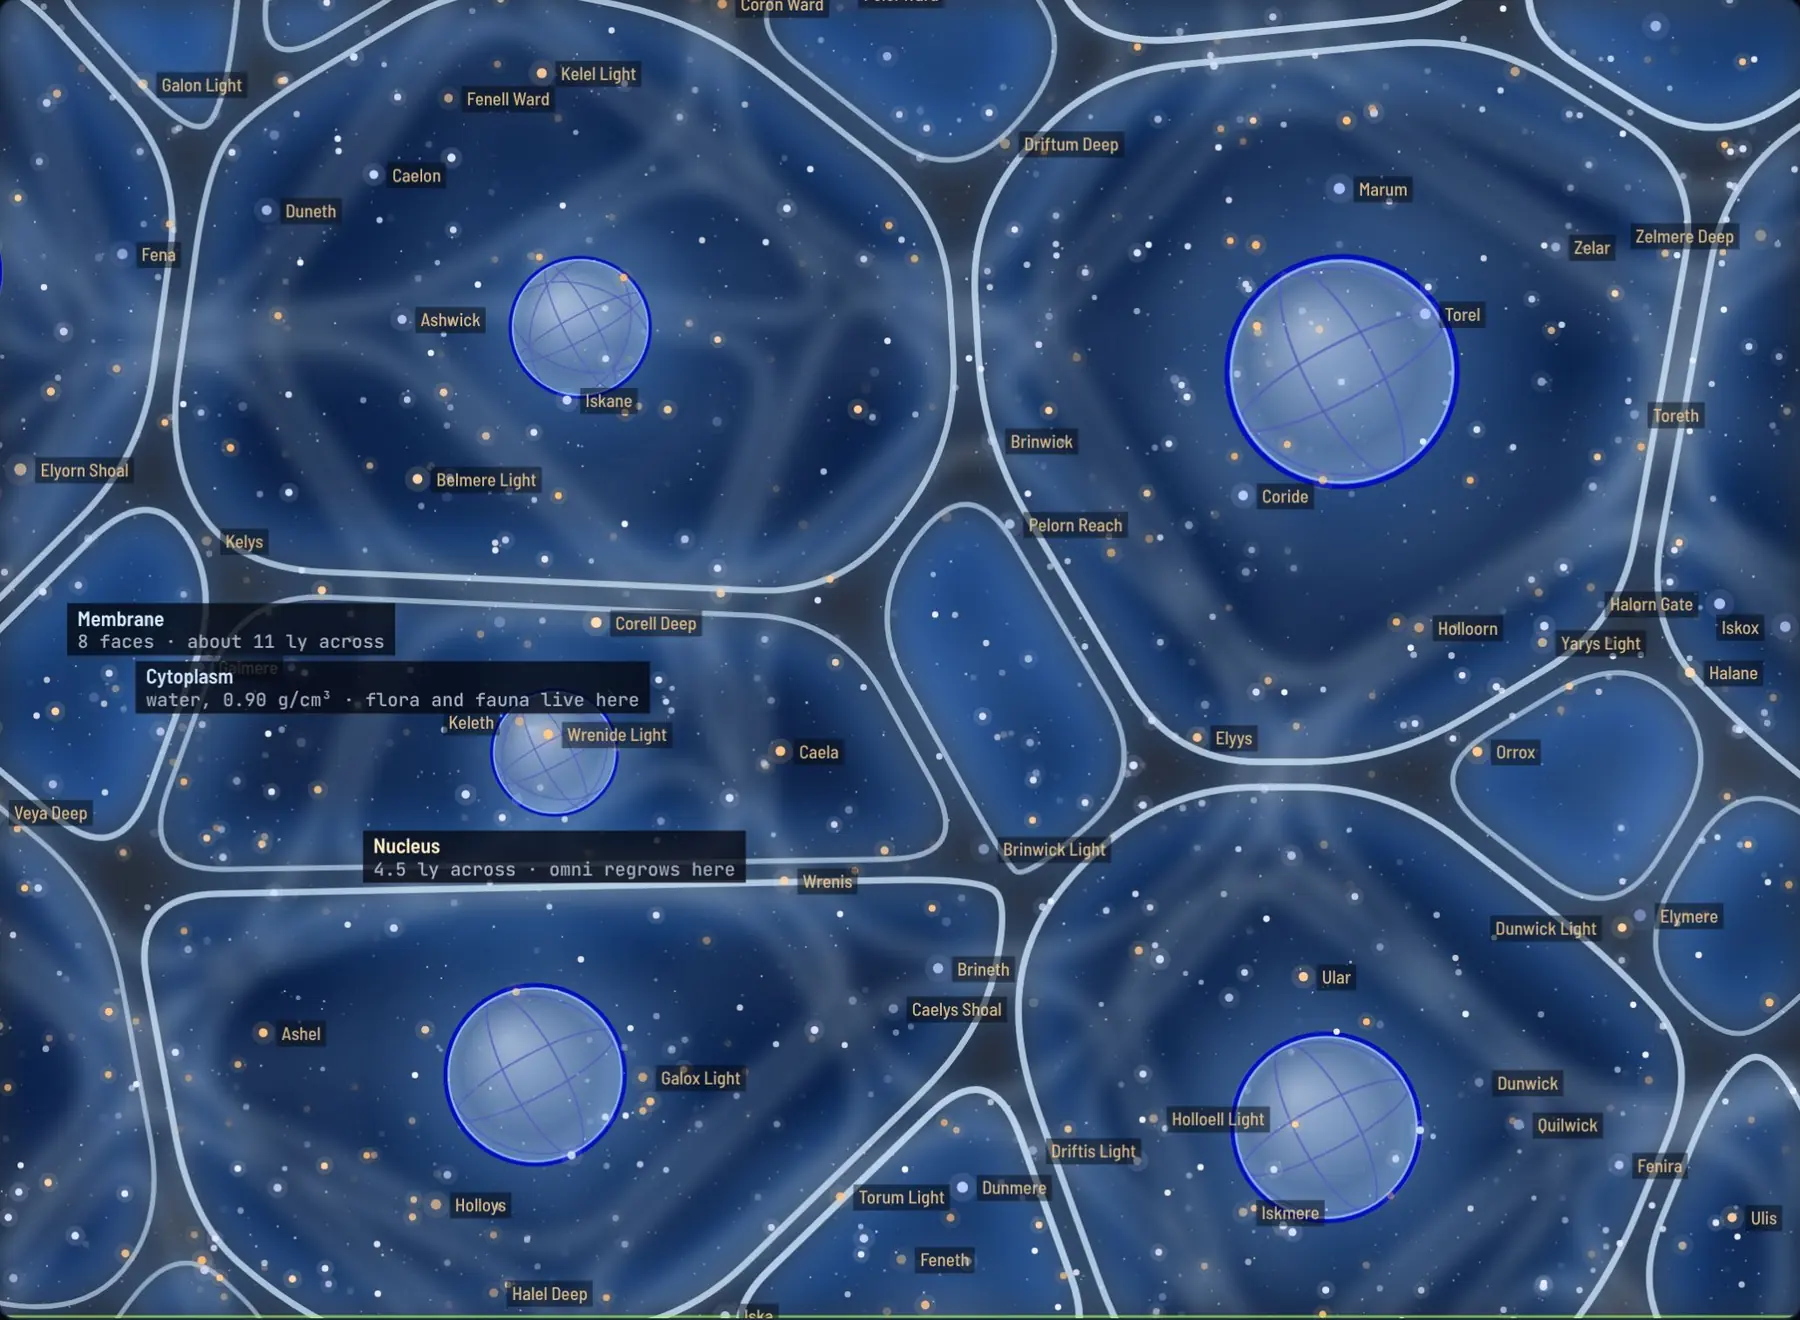 Coron Ward
Kelel Light
Galon Light
Fenell Ward
Driftum Deep
Caelon
Marum
Duneth
Zelmere Deep
Zelar
Fena
Torel
Ashwick
Iskane
Toreth
Brinwick
Elyorn Shoal
Belmere Light
Coride
Pelorn Reach
Kelys
Halorn Gate
Membrane
8 faces · about 11 ly across
Corell Deep
Holloorn
Iskox
Yarys Light
Galmere
Halane
Cytoplasm
water, 0.90 g/cm³ · flora and fauna live here
Keleth
Wrenide Light
Elyys
Caela
Orrox
Veya Deep
Nucleus
4.5 ly across · omni regrows here
Brinwick Light
Wrenis
Elymere
Dunwick Light
Brineth
Ular
Caelys Shoal
Ashel
Galox Light
Dunwick
Holloell Light
Quilwick
Driftis Light
Fenira
Dunmere
Torum Light
Holloys
Iskmere
Ulis
Feneth
Halel Deep
Iska